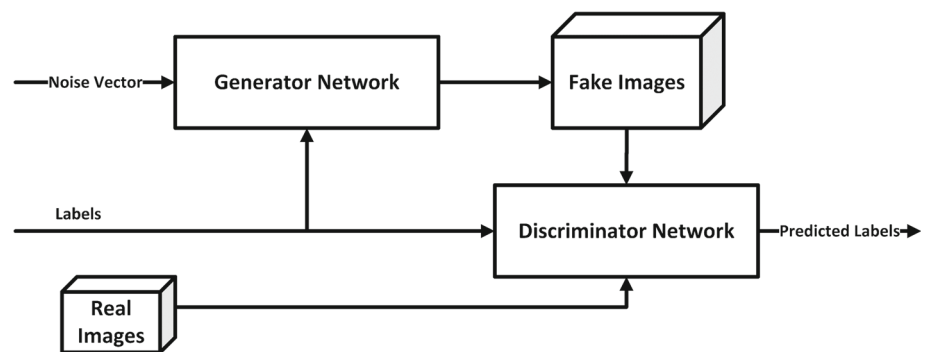 Noise Vector
Generator Network
Fake Images
Labels
Discriminator Network
Predicted Labels
Real
Images